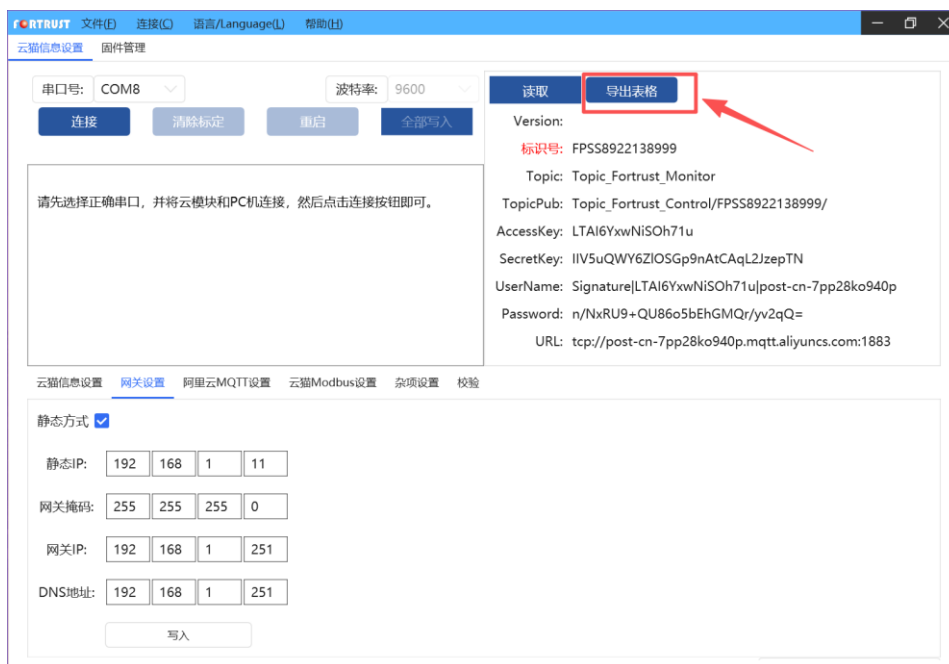 FORTRUST 文件(F) 连接(C) 语言/Language(L) 帮助(H)
云猫信息设置 固件管理
串口号: COM8 波特率: 9600
连接 清除标定 重启 全部写入
请先选择正确串口，并将云模块和PC机连接，然后点击连接按钮即可。
读取 导出表格
Version:
标识号: FPSS8922138999
Topic: Topic_Fortrust_Monitor
TopicPub: Topic_Fortrust_Control/FPSS8922138999/
AccessKey: LTAI6YxwNiSOh71u
SecretKey: IIV5uQWY6ZlOSGp9nAtCAqL2JzepTN
UserName: Signature|LTAI6YxwNiSOh71u|post-cn-7pp28ko940p
Password: n/NxRU9+QU86o5bEhGMQr/yv2qQ=
URL: tcp://post-cn-7pp28ko940p.mqtt.aliyuncs.com:1883
云猫信息设置 网关设置 阿里云MQTT设置 云猫Modbus设置 杂项设置 校验
静态方式
静态IP: 192 168 1 11
网关掩码: 255 255 255 0
网关IP: 192 168 1 251
DNS地址: 192 168 1 251
写入